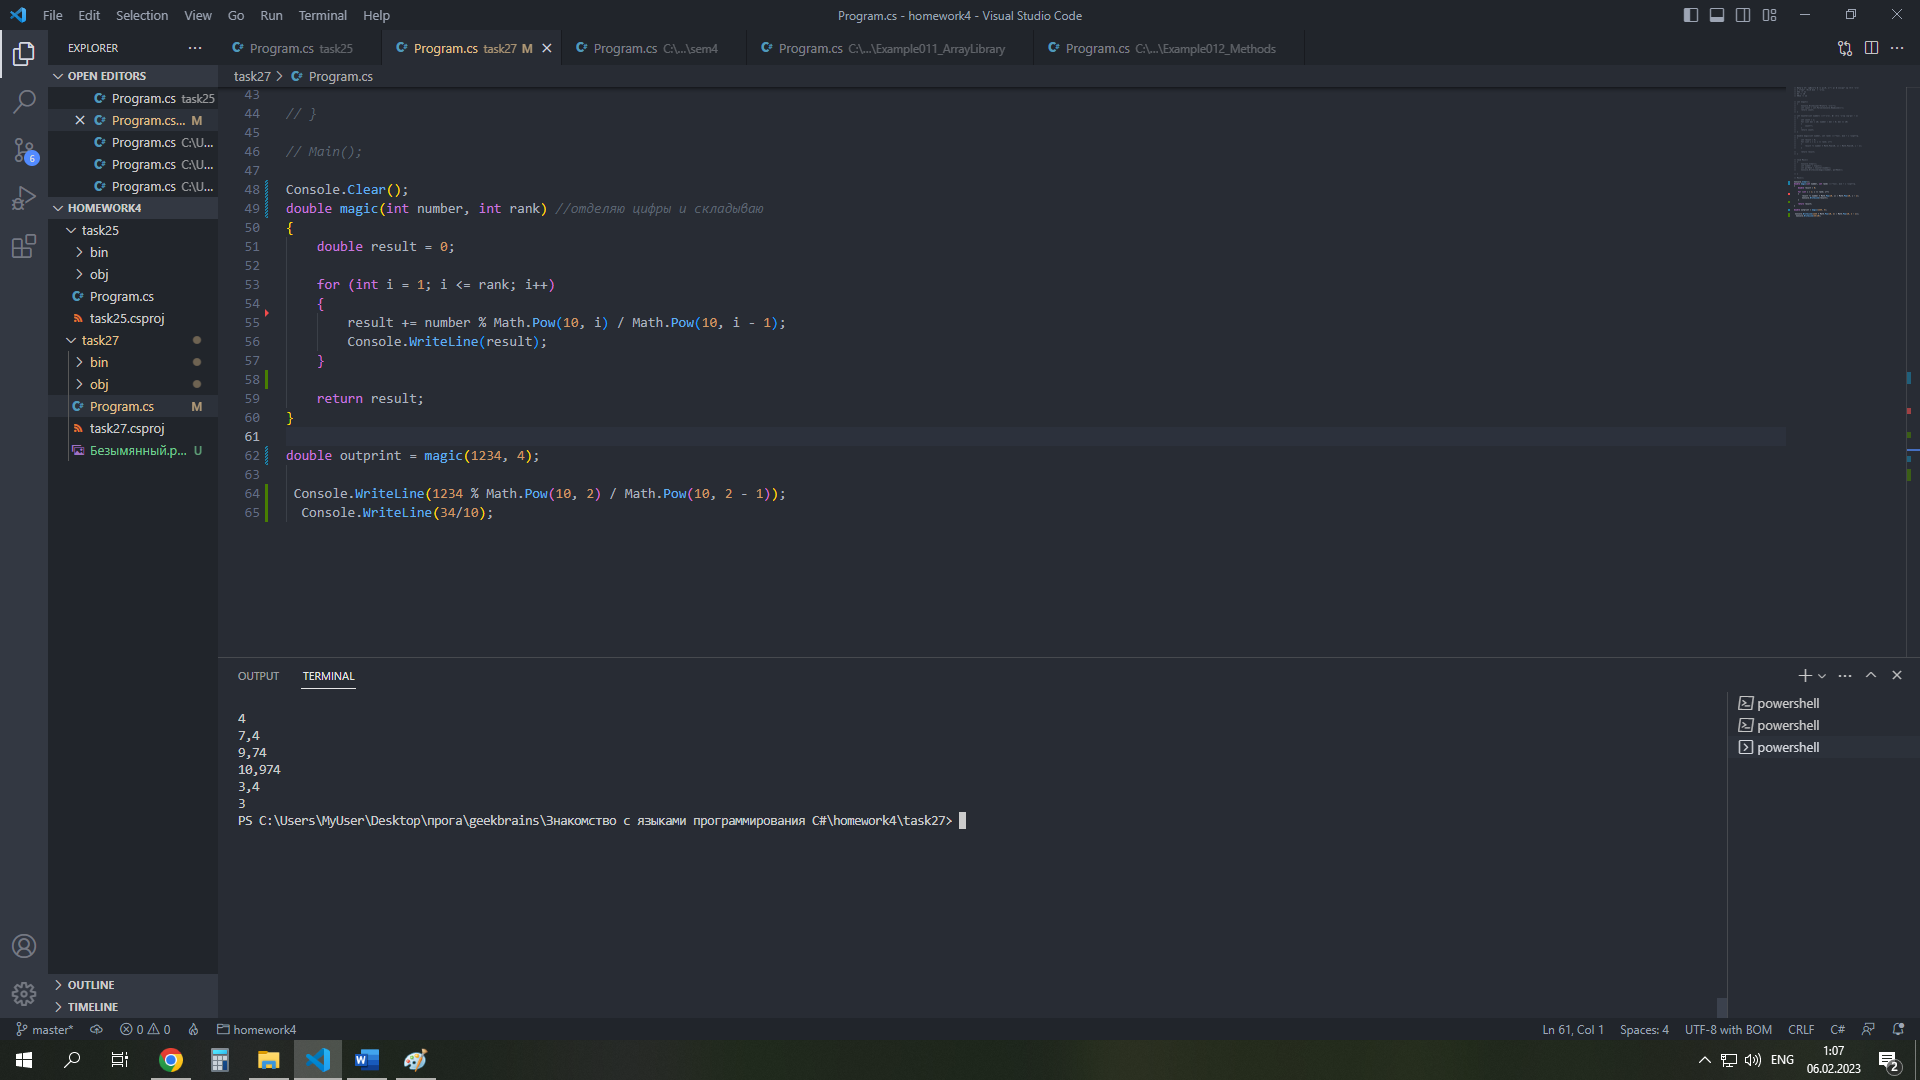 File Edit Selection View Go Run Terminal Help
Program.cs - homework4 - Visual Studio Code
EXPLORER
Program.cs task25
Program.cs task27 M
Program.cs C:\...\sem4
Program.cs C:\...\Example011_ArrayLibrary
Program.cs C:\...\Example012_Methods
OPEN EDITORS
Program.cs task25
Program.cs... M
Program.cs C:\U...
Program.cs C:\U...
Program.cs C:\U...
HOMEWORK4
task25
bin
obj
Program.cs
task25.csproj
task27
bin
obj
Program.cs M
task27.csproj
Безымянный.p... U
OUTLINE
TIMELINE
6
task27 > Program.cs
43
44 // }
45
46 // Main();
47
48 Console.Clear();
49 double magic(int number, int rank) //отделяю цифры и складываю
50 {
51 double result = 0;
52
53 for (int i = 1; i <= rank; i++)
54 {
55 result += number % Math.Pow(10, i) / Math.Pow(10, i - 1);
56 Console.WriteLine(result);
57 }
58
59 return result;
60 }
61
62 double outprint = magic(1234, 4);
63
64 Console.WriteLine(1234 % Math.Pow(10, 2) / Math.Pow(10, 2 - 1));
65 Console.WriteLine(34/10);
OUTPUT TERMINAL
4
7,4
9,74
10,974
3,4
3
PS C:\Users\MyUser\Desktop\прога\geekbrains\Знакомство с языками программирования C#\homework4\task27>
powershell
powershell
powershell
master* 0 0 homework4
Ln 61, Col 1 Spaces: 4 UTF-8 with BOM CRLF C#
ENG
1:07
06.02.2023
2